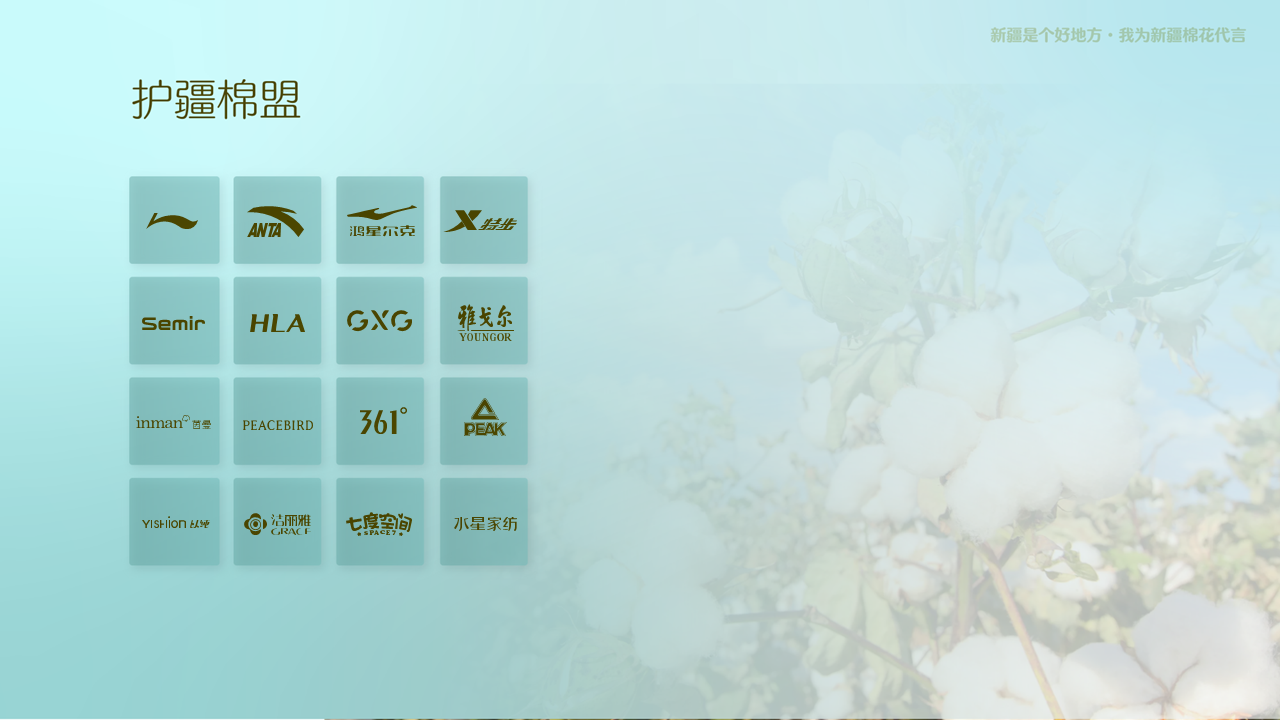 新疆是个好地方·我为新疆棉花代言
护疆棉盟
ANTA
鸿星尔克
X特步
Semir
HLA
GXG
雅戈尔
YOUNGOR
inman 茵曼
PEACEBIRD
361°
PEAK
YISHion 以纯
洁丽雅
GRACE
七度空间
SPACE7
水星家纺